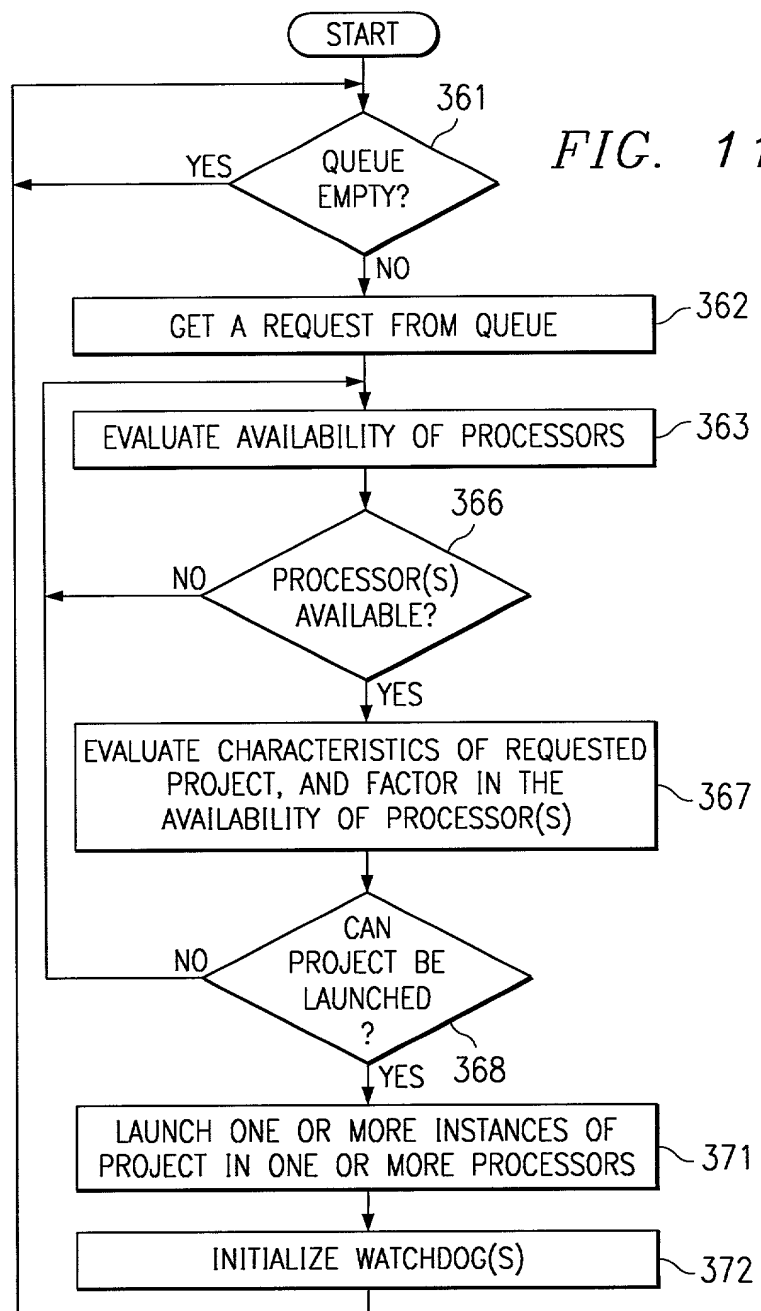 START
361
FIG. 11
YES
QUEUE
EMPTY?
NO
GET A REQUEST FROM QUEUE
362
EVALUATE AVAILABILITY OF PROCESSORS
363
366
NO
PROCESSOR(S)
AVAILABLE?
YES
EVALUATE CHARACTERISTICS OF REQUESTED
PROJECT, AND FACTOR IN THE
AVAILABILITY OF PROCESSOR(S)
367
CAN
PROJECT BE
LAUNCHED
?
NO
368
YES
LAUNCH ONE OR MORE INSTANCES OF
PROJECT IN ONE OR MORE PROCESSORS
371
INITIALIZE WATCHDOG(S)
372